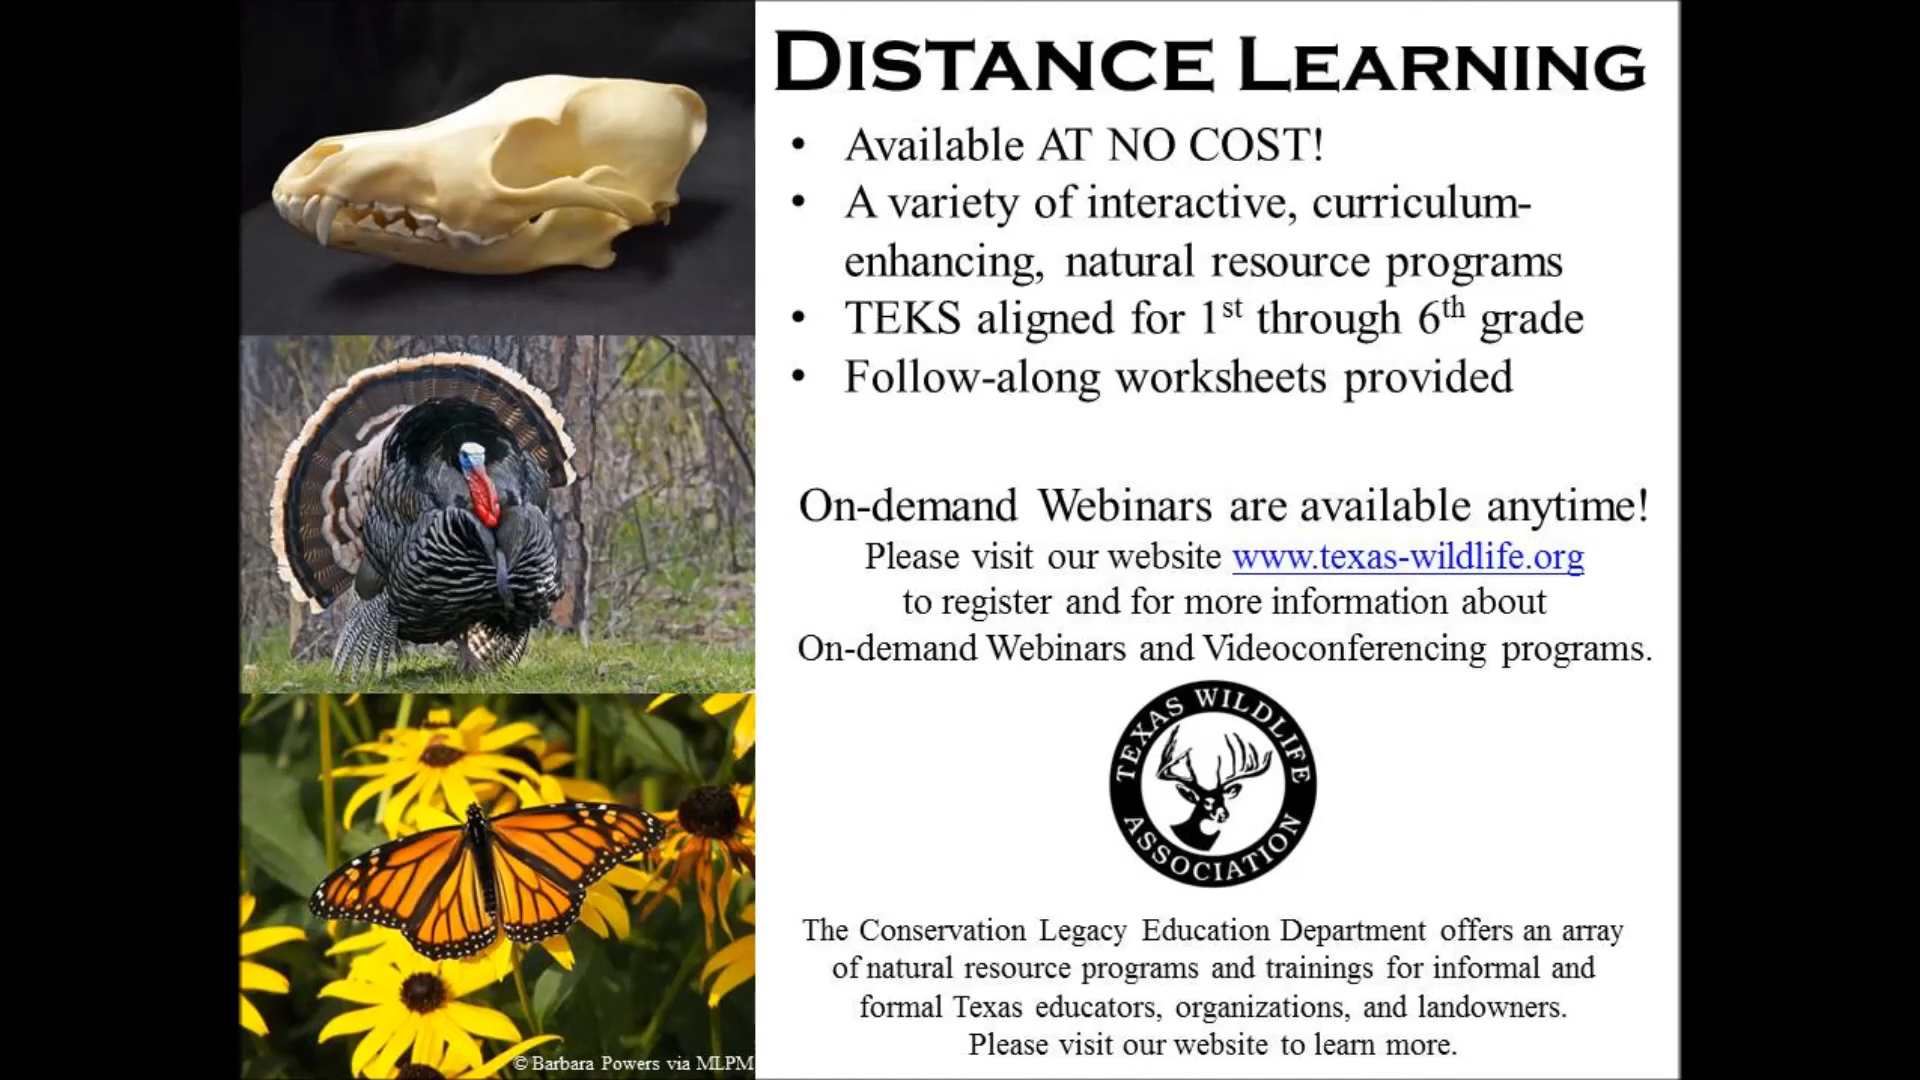 DISTANCE LEARNING
• Available AT NO COST!
• A variety of interactive, curriculum-
enhancing, natural resource programs
• TEKS aligned for 1st through 6th grade
• Follow-along worksheets provided
On-demand Webinars are available anytime!
Please visit our website www.texas-wildlife.org
to register and for more information about
On-demand Webinars and Videoconferencing programs.
TEXAS WILDLIFE
ASSOCIATION
The Conservation Legacy Education Department offers an array
of natural resource programs and trainings for informal and
formal Texas educators, organizations, and landowners.
Please visit our website to learn more.
© Barbara Powers via MLPM